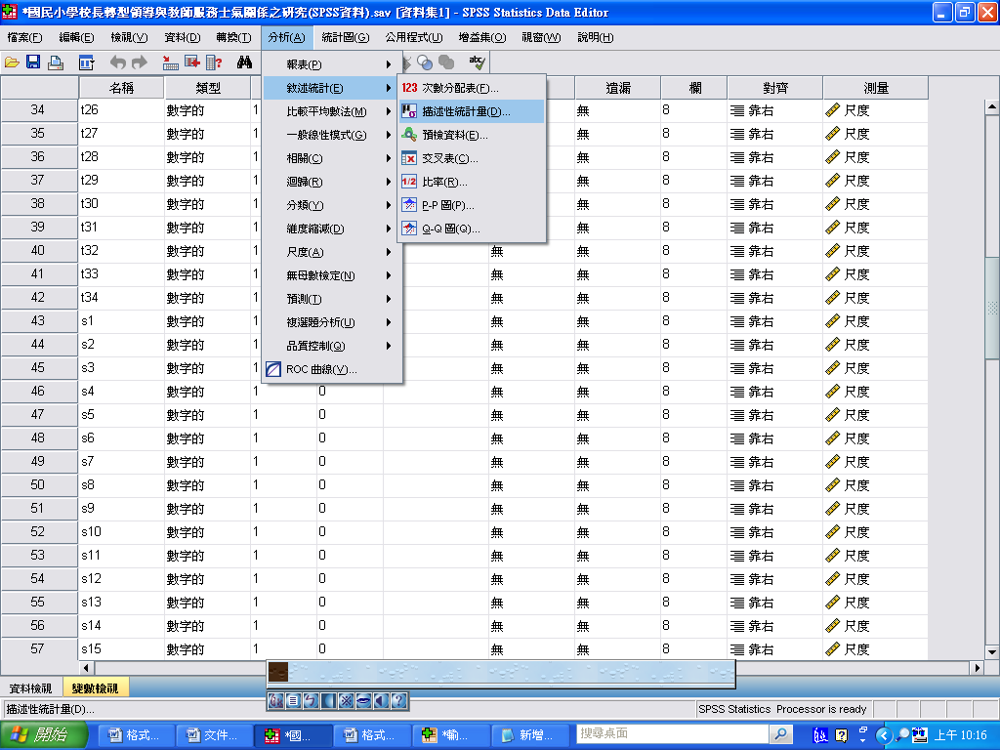 *國民小學校長轉型領導與教師服務士氣關係之研究(SPSS資料).sav [資料集1] - SPSS Statistics Data Editor
檔案(F) 編輯(E) 檢視(V) 資料(D) 轉換(T) 分析(A) 統計圖(G) 公用程式(U) 增益集(O) 視窗(W) 說明(H)
報表(P)
敘述統計(E)
比較平均數法(M)
一般線性模式(G)
相關(C)
迴歸(R)
分類(Y)
維度縮減(D)
尺度(A)
無母數檢定(N)
預測(T)
複選題分析(U)
品質控制(Q)
ROC 曲線(V)...
123 次數分配表(F)...
描述性統計量(D)...
預檢資料(E)...
交叉表(C)...
1/2 比率(R)...
P-P 圖(P)...
Q-Q 圖(Q)...
名稱 類型 遺漏 欄 對齊 測量
34 t26 數字的 1 無 8 靠右 尺度
35 t27 數字的 1 無 8 靠右 尺度
36 t28 數字的 1 無 8 靠右 尺度
37 t29 數字的 1 無 8 靠右 尺度
38 t30 數字的 1 無 8 靠右 尺度
39 t31 數字的 1 無 8 靠右 尺度
40 t32 數字的 1 無 無 8 靠右 尺度
41 t33 數字的 1 無 無 8 靠右 尺度
42 t34 數字的 1 無 無 8 靠右 尺度
43 s1 數字的 1 無 無 8 靠右 尺度
44 s2 數字的 1 無 無 8 靠右 尺度
45 s3 數字的 1 無 無 8 靠右 尺度
46 s4 數字的 1 0 無 無 8 靠右 尺度
47 s5 數字的 1 0 無 無 8 靠右 尺度
48 s6 數字的 1 0 無 無 8 靠右 尺度
49 s7 數字的 1 0 無 無 8 靠右 尺度
50 s8 數字的 1 0 無 無 8 靠右 尺度
51 s9 數字的 1 0 無 無 8 靠右 尺度
52 s10 數字的 1 0 無 無 8 靠右 尺度
53 s11 數字的 1 0 無 無 8 靠右 尺度
54 s12 數字的 1 0 無 無 8 靠右 尺度
55 s13 數字的 1 0 無 無 8 靠右 尺度
56 s14 數字的 1 0 無 無 8 靠右 尺度
57 s15 數字的 1 0 無 無 8 靠右 尺度
資料檢視 變數檢視
描述性統計量(D)... SPSS Statistics Processor is ready
開始 格式... 文件... *國... 格式... *輸... 新增... 搜尋桌面 上午 10:16